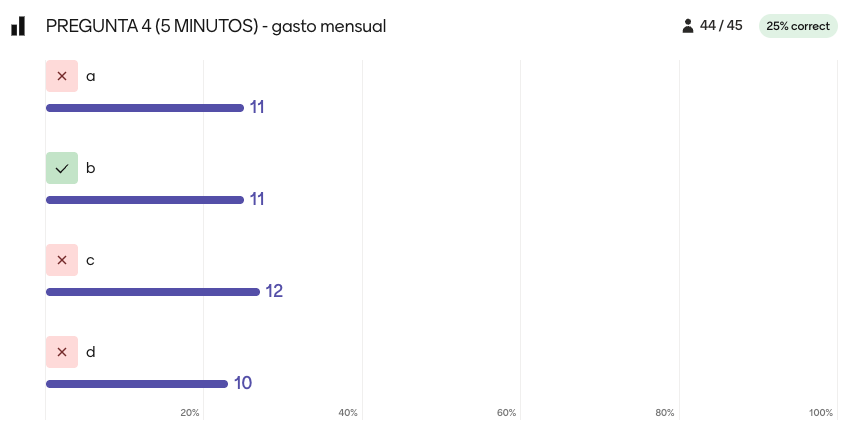 PREGUNTA 4 (5 MINUTOS) - gasto mensual
44 / 45
25% correct
a
11
b
11
c
12
d
10
20%
40%
60%
80%
100%